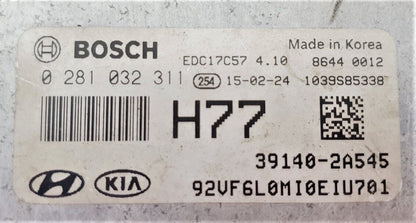 BOSCH EDC17C57 4.10 Made in Korea
8644 0012
0 281 032 311 254 15-02-24 1039S85338
H77
39140-2A545
KIA 92VF6L0MI0EIU701